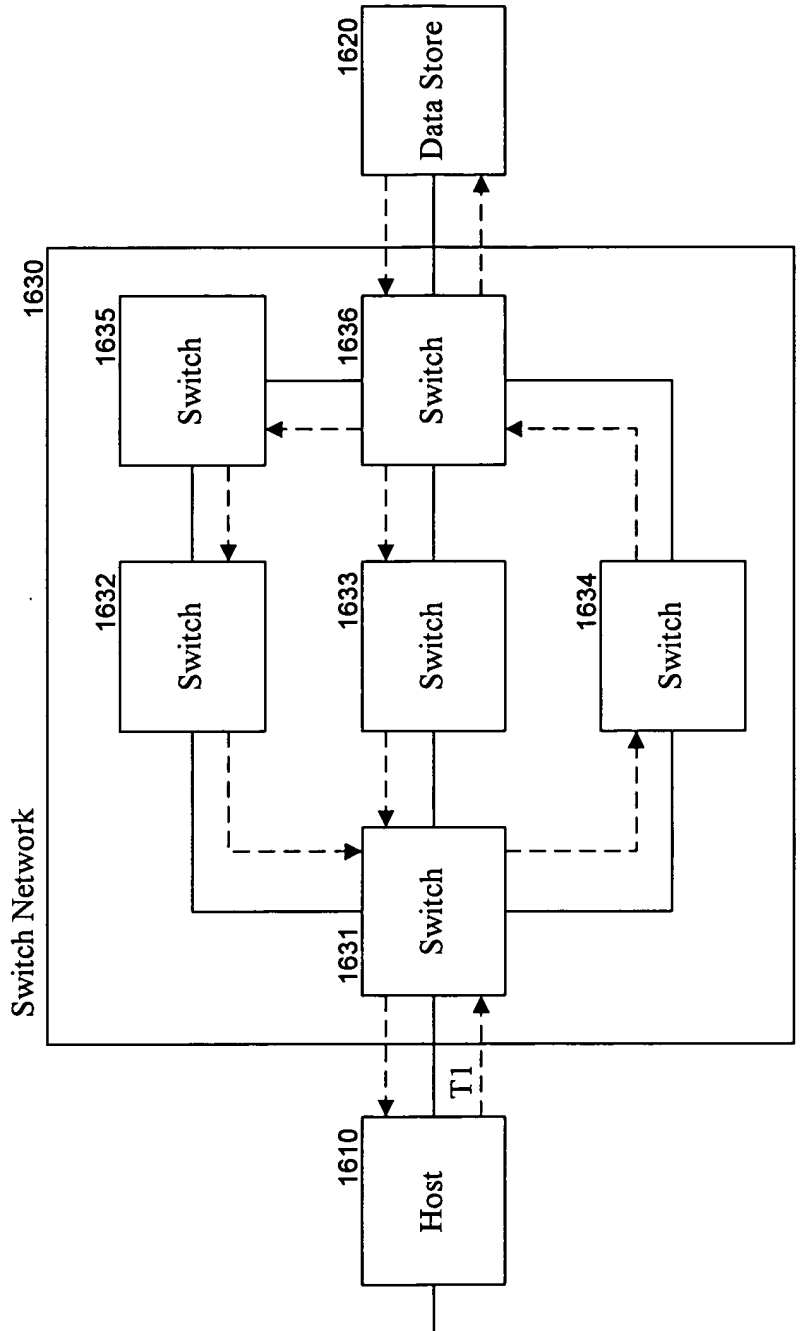 Switch Network
1630
1610
Host
T1
1631
Switch
1632
Switch
1633
Switch
1634
Switch
1635
Switch
1636
Switch
1620
Data Store